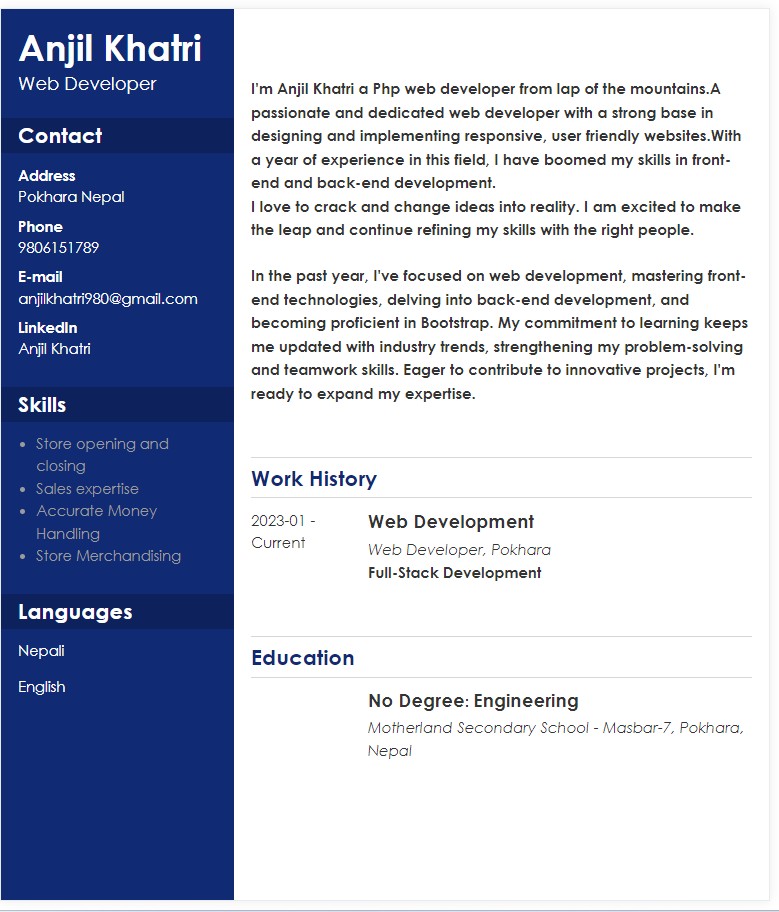 Anjil Khatri
Web Developer
Contact
Address
Pokhara Nepal
Phone
9806151789
E-mail
anjilkhatri980@gmail.com
LinkedIn
Anjil Khatri
Skills
Store opening and
closing
Sales expertise
Accurate Money
Handling
Store Merchandising
Languages
Nepali
English
I'm Anjil Khatri a Php web developer from lap of the mountains.A
passionate and dedicated web developer with a strong base in
designing and implementing responsive, user friendly websites.With
a year of experience in this field, I have boomed my skills in front-
end and back-end development.
I love to crack and change ideas into reality. I am excited to make
the leap and continue refining my skills with the right people.
In the past year, I've focused on web development, mastering front-
end technologies, delving into back-end development, and
becoming proficient in Bootstrap. My commitment to learning keeps
me updated with industry trends, strengthening my problem-solving
and teamwork skills. Eager to contribute to innovative projects, I'm
ready to expand my expertise.
Work History
2023-01 -
Current
Web Development
Web Developer, Pokhara
Full-Stack Development
Education
No Degree: Engineering
Motherland Secondary School - Masbar-7, Pokhara,
Nepal